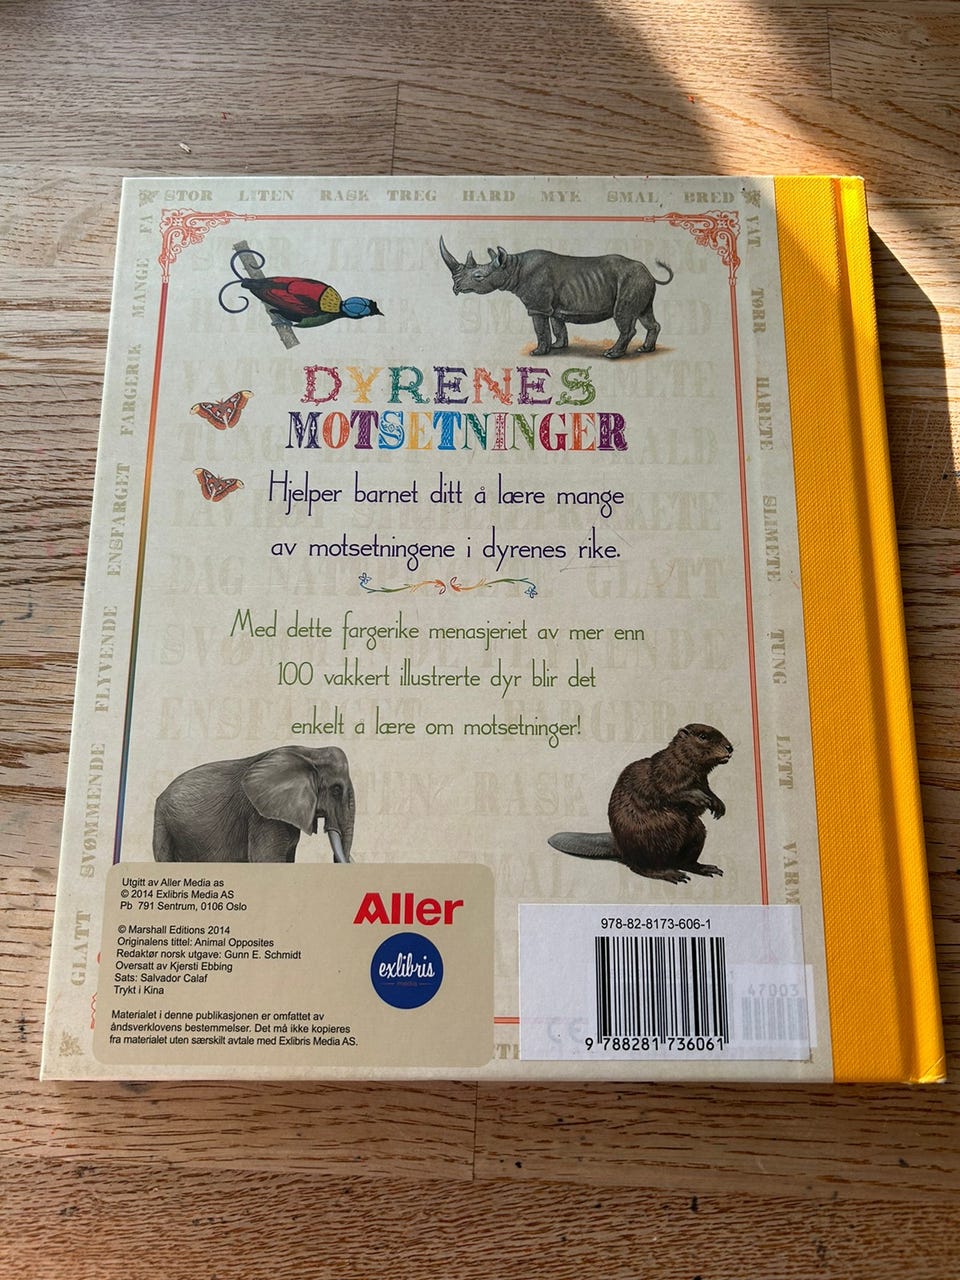 STOR LITEN RASK TREG HARD MYK SMAL BRED
VÅT TØRR HÅRETE SLIMETE TUNG LETT VARM
GLATT SVØMMENDE FLYVENDE ENSFARGET FARGERIK MANGE FÅ
DYRENES
MOTSETNINGER
Hjelper barnet ditt å lære mange
av motsetningene i dyrenes rike.
Med dette fargerike menasjeriet av mer enn
100 vakkert illustrerte dyr blir det
enkelt a lære om motsetninger!
Utgitt av Aller Media as
© 2014 Exlibris Media AS
Pb 791 Sentrum, 0106 Oslo
© Marshall Editions 2014
Originalens tittel: Animal Opposites
Redaktør norsk utgave: Gunn E. Schmidt
Oversatt av Kjersti Ebbing
Sats: Salvador Calaf
Trykt i Kina
Materialet i denne publikasjonen er omfattet av
åndsverklovens bestemmelser. Det må ikke kopieres
fra materialet uten særskilt avtale med Exlibris Media AS.
Aller
exlibris
media
978-82-8173-606-1
9 788281 736061
47003